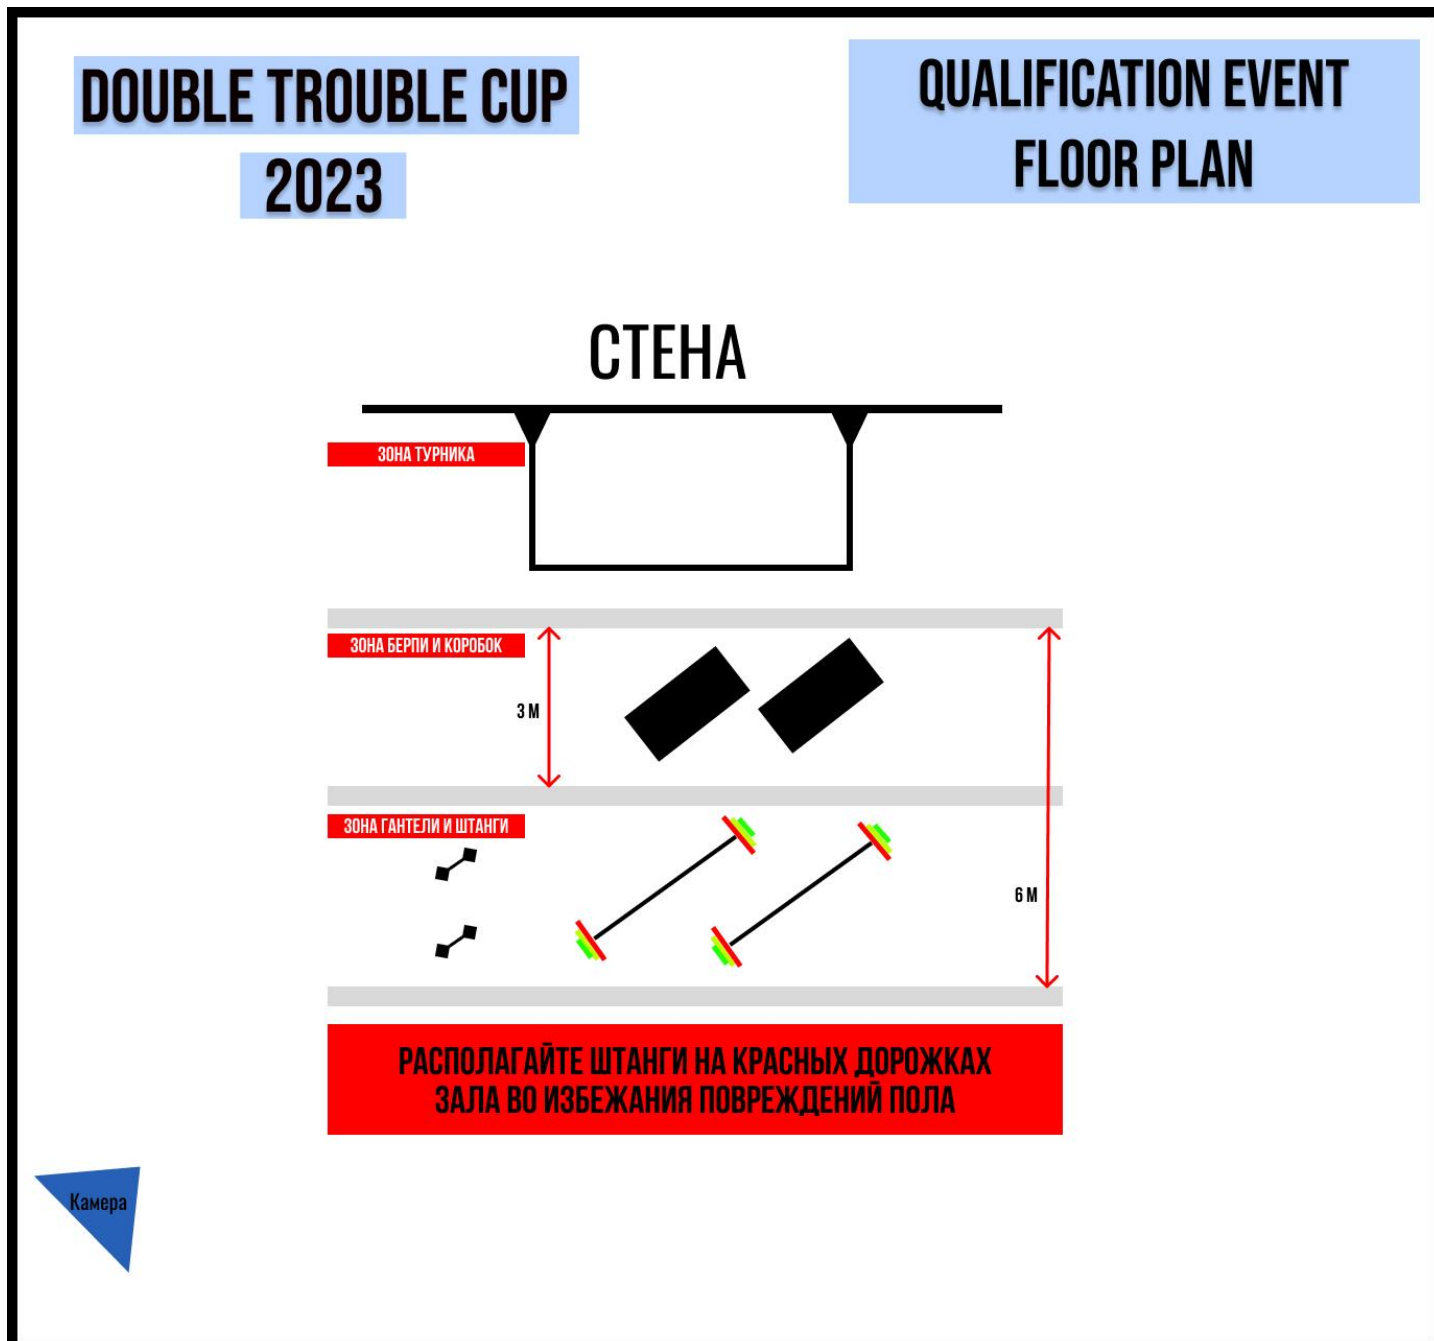 DOUBLE TROUBLE CUP
2023
QUALIFICATION EVENT
FLOOR PLAN
СТЕНА
ЗОНА ТУРНИКА
ЗОНА БЕРПИ И КОРОБОК
3 М
ЗОНА ГАНТЕЛИ И ШТАНГИ
6 М
РАСПОЛАГАЙТЕ ШТАНГИ НА КРАСНЫХ ДОРОЖКАХ
ЗАЛА ВО ИЗБЕЖАНИЯ ПОВРЕЖДЕНИЙ ПОЛА
Камера